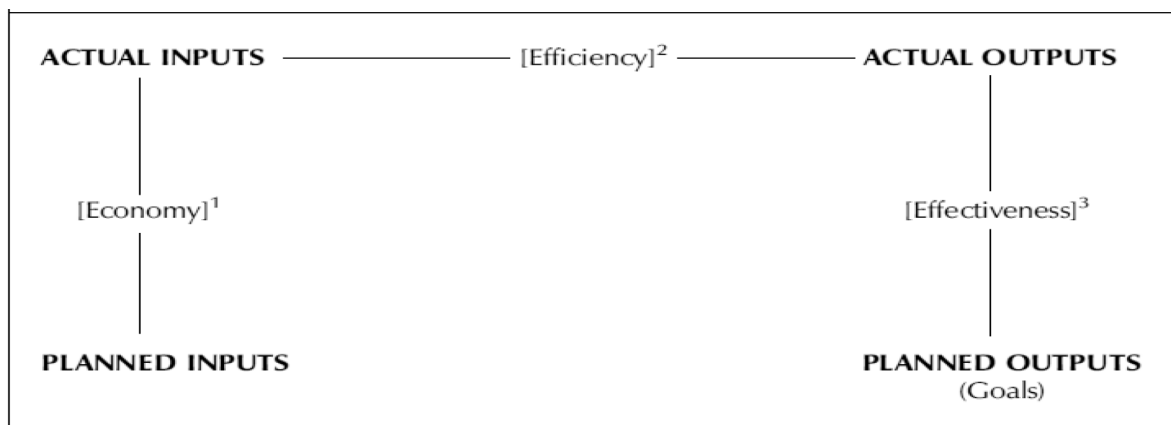 ACTUAL INPUTS [Efficiency]² ACTUAL OUTPUTS
[Economy]¹ [Effectiveness]³
PLANNED INPUTS PLANNED OUTPUTS
(Goals)